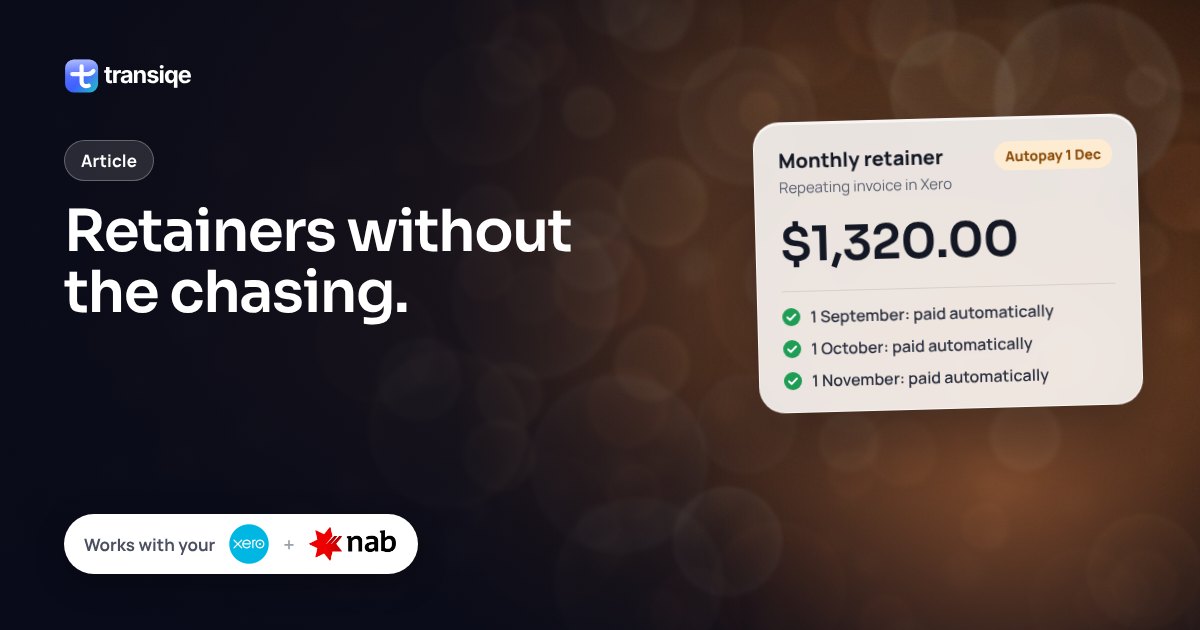 transiqe
Article
Retainers without
the chasing.
Monthly retainer
Autopay 1 Dec
Repeating invoice in Xero
$1,320.00
1 September: paid automatically
1 October: paid automatically
1 November: paid automatically
Works with your xero + nab